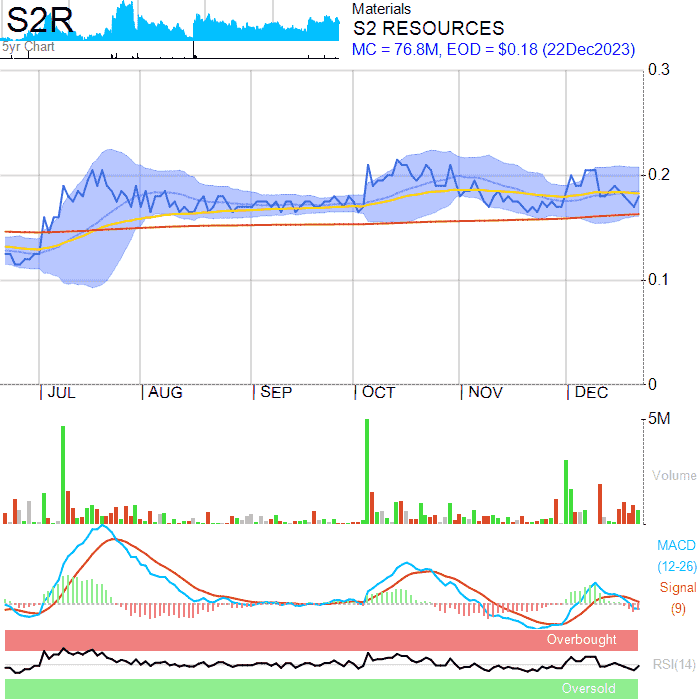 S2R
5yr Chart
Materials
S2 RESOURCES
MC = 76.8M, EOD = $0.18 (22Dec2023)
0.3
0.2
0.1
0
JUL AUG SEP OCT NOV DEC
5M
Volume
MACD
(12-26)
Signal
(9)
Overbought
RSI(14)
Oversold